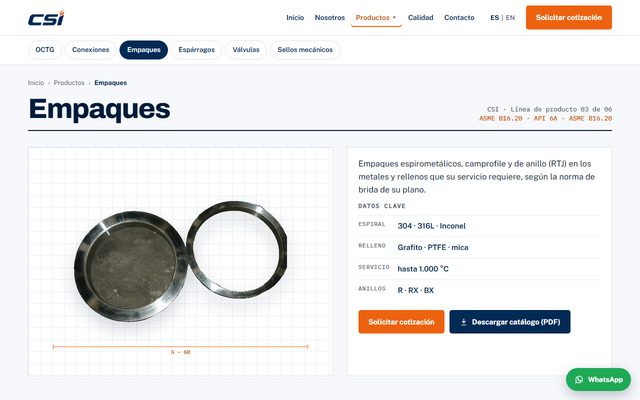 CSI
Inicio Nosotros Productos ▾ Calidad Contacto ES | EN Solicitar cotización
OCTG Conexiones Empaques Espárragos Válvulas Sellos mecánicos
Inicio › Productos › Empaques
Empaques
CSI · Línea de producto 03 de 06
ASME B16.20 · API 6A · ASME B16.20
Empaques espirometálicos, camprofile y de anillo (RTJ) en los
metales y rellenos que su servicio requiere, según la norma de
brida de su plano.
DATOS CLAVE
ESPIRAL 304 · 316L · Inconel
RELLENO Grafito · PTFE · mica
SERVICIO hasta 1.000 °C
ANILLOS R · RX · BX
Solicitar cotización Descargar catálogo (PDF)
WhatsApp